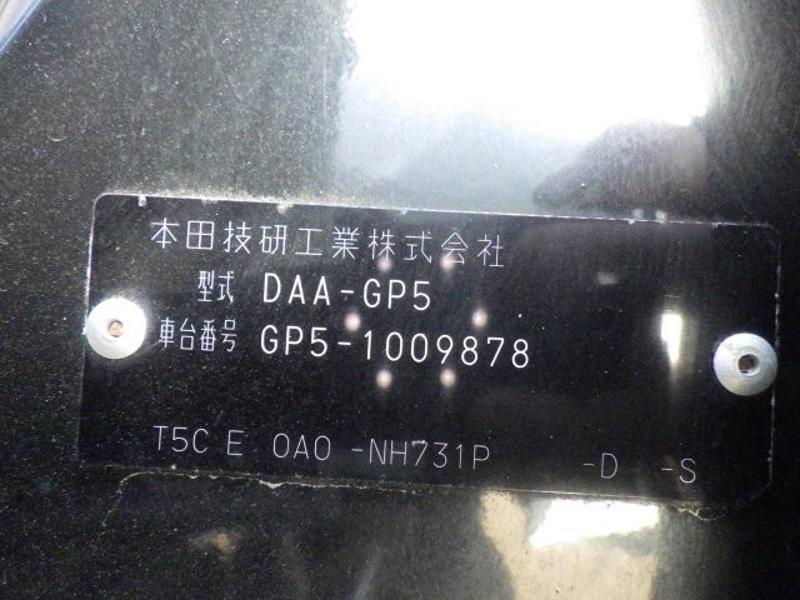 本田技研工業株式会社
型式 DAA-GP5
車台番号 GP5-1009878
T5C E 0A0 -NH731P -D -S